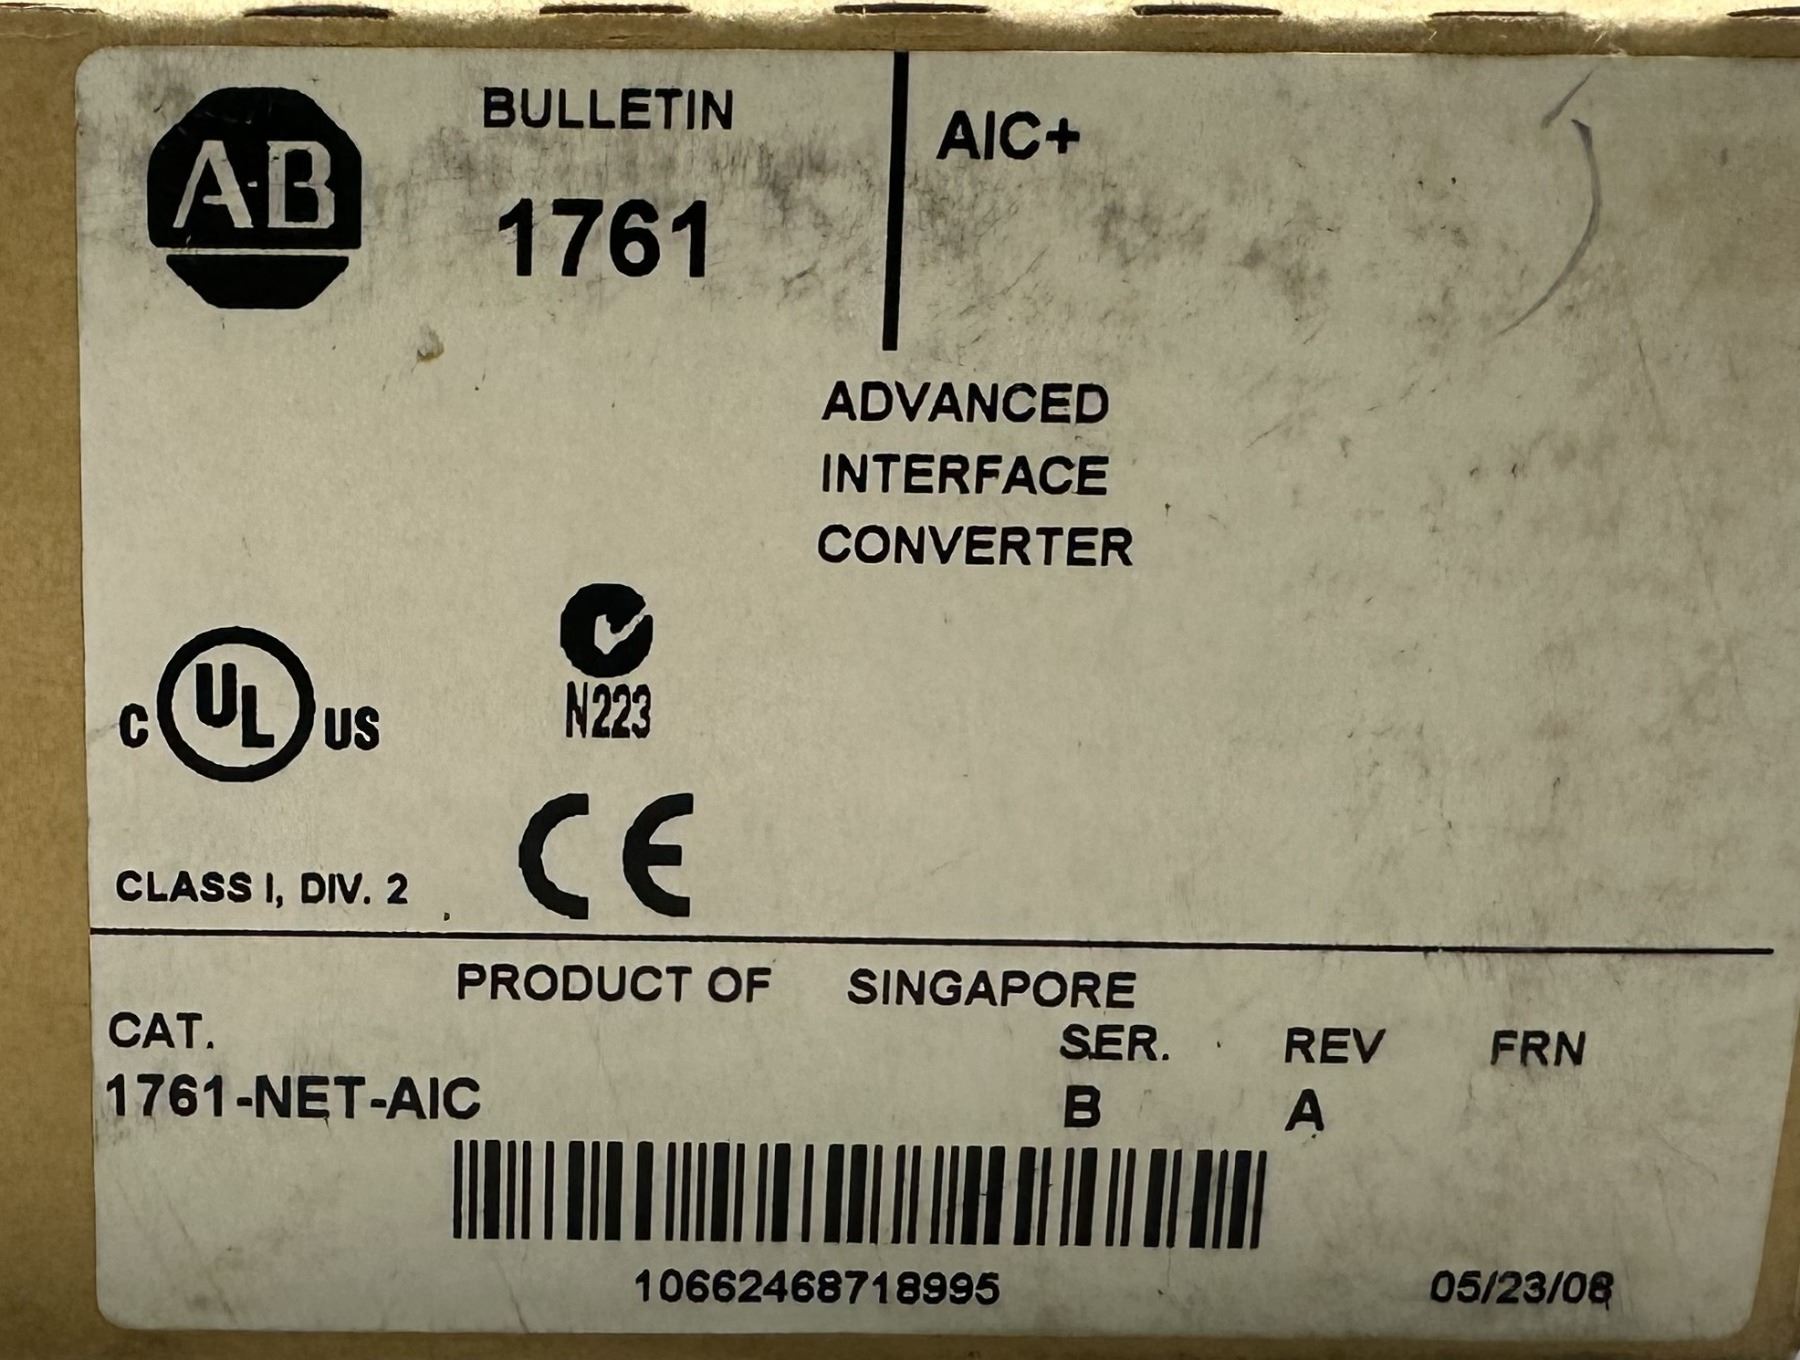 AB
BULLETIN
1761
AIC+
ADVANCED
INTERFACE
CONVERTER
C UL US
N223
CE
CLASS I, DIV. 2
PRODUCT OF SINGAPORE
CAT. SER. REV FRN
1761-NET-AIC B A
10662468718995
05/23/08